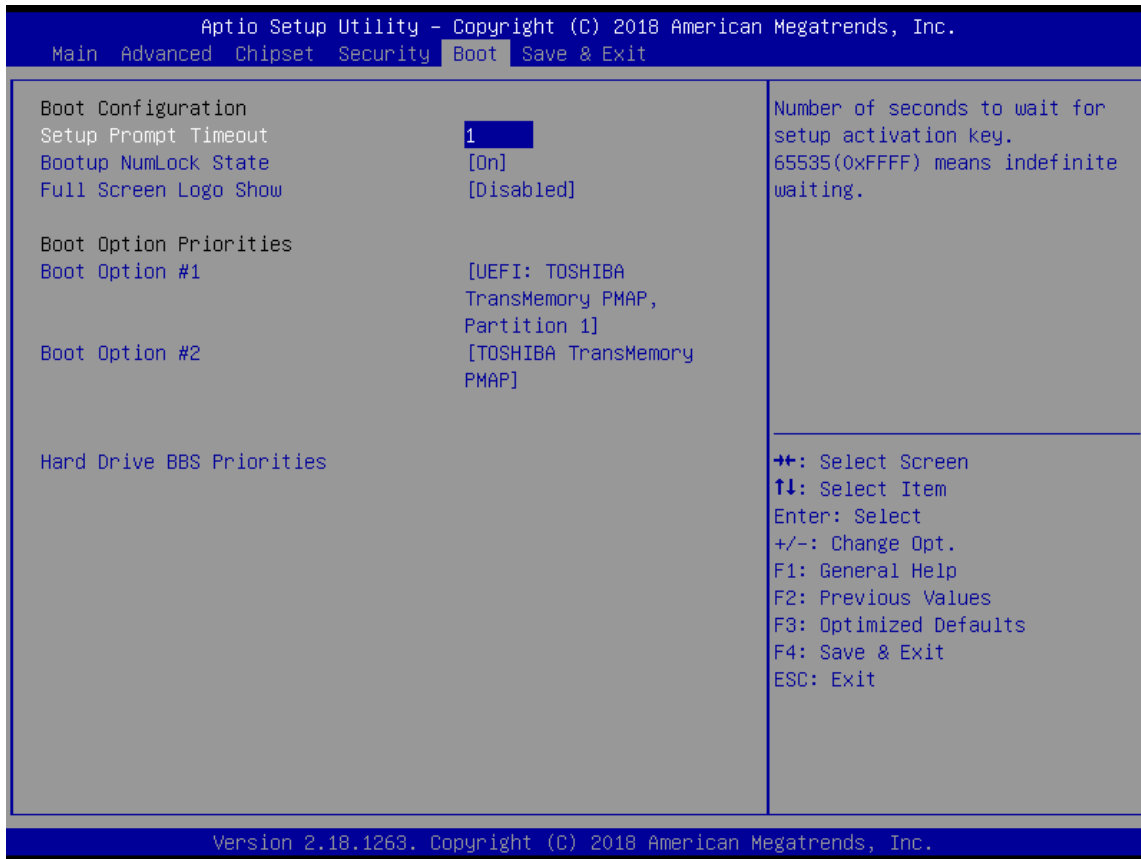 Aptio Setup Utility – Copyright (C) 2018 American Megatrends, Inc.
Main Advanced Chipset Security Boot Save & Exit
Boot Configuration
Setup Prompt Timeout 1
Bootup NumLock State [On]
Full Screen Logo Show [Disabled]
Boot Option Priorities
Boot Option #1 [UEFI: TOSHIBA
TransMemory PMAP,
Partition 1]
Boot Option #2 [TOSHIBA TransMemory
PMAP]
Hard Drive BBS Priorities
Number of seconds to wait for
setup activation key.
65535(0xFFFF) means indefinite
waiting.
→←: Select Screen
↑↓: Select Item
Enter: Select
+/-: Change Opt.
F1: General Help
F2: Previous Values
F3: Optimized Defaults
F4: Save & Exit
ESC: Exit
Version 2.18.1263. Copyright (C) 2018 American Megatrends, Inc.